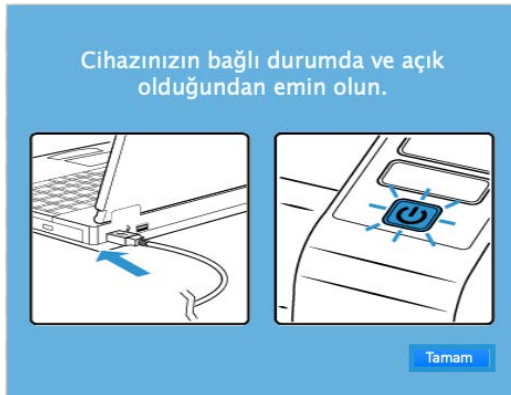 Cihazınızın bağlı durumda ve açık
olduğundan emin olun.
Tamam